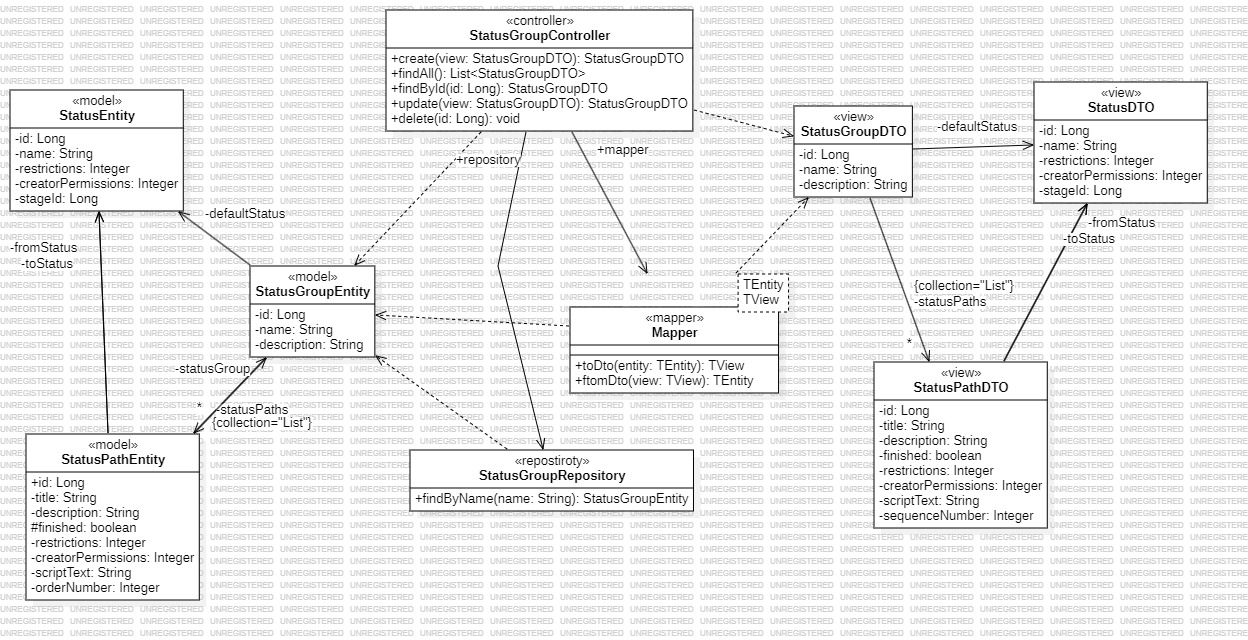 «controller»
StatusGroupController
+create(view: StatusGroupDTO): StatusGroupDTO
+findAll(): List<StatusGroupDTO>
+findById(id: Long): StatusGroupDTO
+update(view: StatusGroupDTO): StatusGroupDTO
+delete(id: Long): void
«model»
StatusEntity
-id: Long
-name: String
-restrictions: Integer
-creatorPermissions: Integer
-stageId: Long
«view»
StatusGroupDTO
-id: Long
-name: String
-description: String
-defaultStatus
«view»
StatusDTO
-id: Long
-name: String
-restrictions: Integer
-creatorPermissions: Integer
-stageId: Long
+repository
+mapper
-defaultStatus
-fromStatus
-toStatus
-fromStatus
-toStatus
«model»
StatusGroupEntity
-id: Long
-name: String
-description: String
TEntity
TView
«mapper»
Mapper
+toDto(entity: TEntity): TView
+ftomDto(view: TView): TEntity
{collection="List"}
-statusPaths
*
-statusGroup
*
-statusPaths
{collection="List"}
«model»
StatusPathEntity
+id: Long
-title: String
-description: String
#finished: boolean
-restrictions: Integer
-creatorPermissions: Integer
-scriptText: String
-orderNumber: Integer
«repostiroty»
StatusGroupRepository
+findByName(name: String): StatusGroupEntity
«view»
StatusPathDTO
-id: Long
-title: String
-description: String
-finished: boolean
-restrictions: Integer
-creatorPermissions: Integer
-scriptText: String
-sequenceNumber: Integer
UNREGISTERED